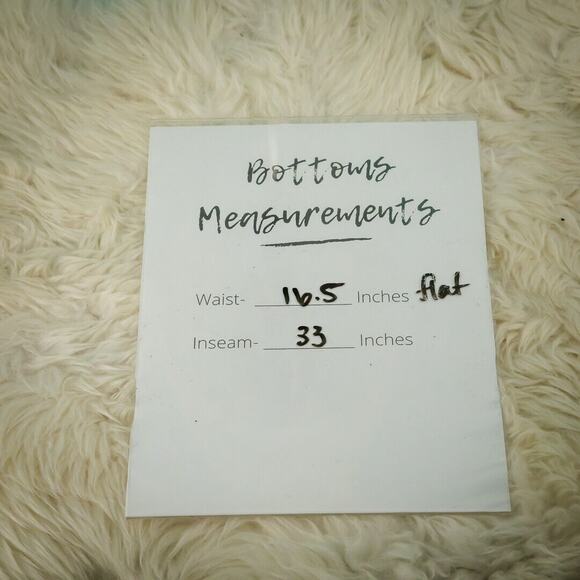 Bottoms
Measurements
Waist- 16.5 Inches flat
Inseam- 33 Inches